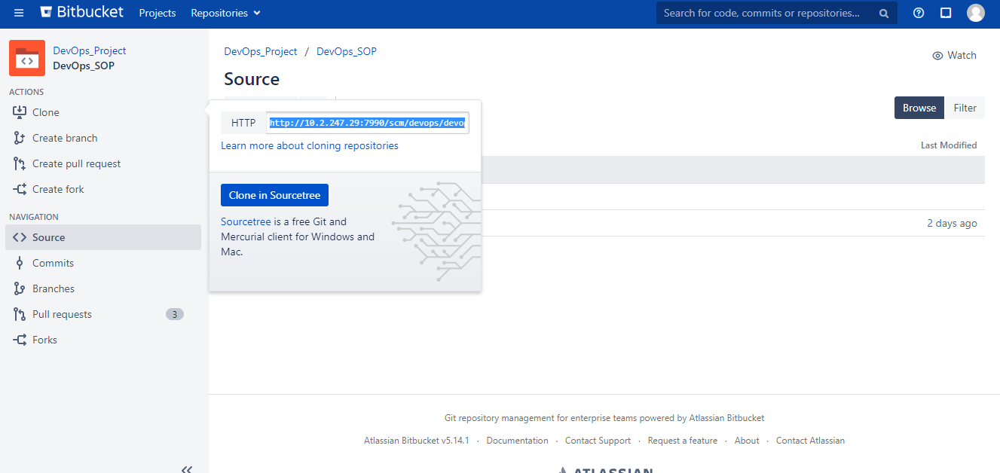 Bitbucket Projects Repositories Search for code, commits or repositories...
DevOps_Project
DevOps_SOP
ACTIONS
Clone
Create branch
Create pull request
Create fork
NAVIGATION
Source
Commits
Branches
Pull requests 3
Forks
DevOps_Project / DevOps_SOP
Watch
Source
Browse Filter
HTTP http://10.2.247.29:7990/scm/devops/devo
Learn more about cloning repositories
Last Modified
Clone in Sourcetree
Sourcetree is a free Git and
Mercurial client for Windows and
Mac.
2 days ago
Git repository management for enterprise teams powered by Atlassian Bitbucket
Atlassian Bitbucket v5.14.1 · Documentation · Contact Support · Request a feature · About · Contact Atlassian
ATLASSIAN